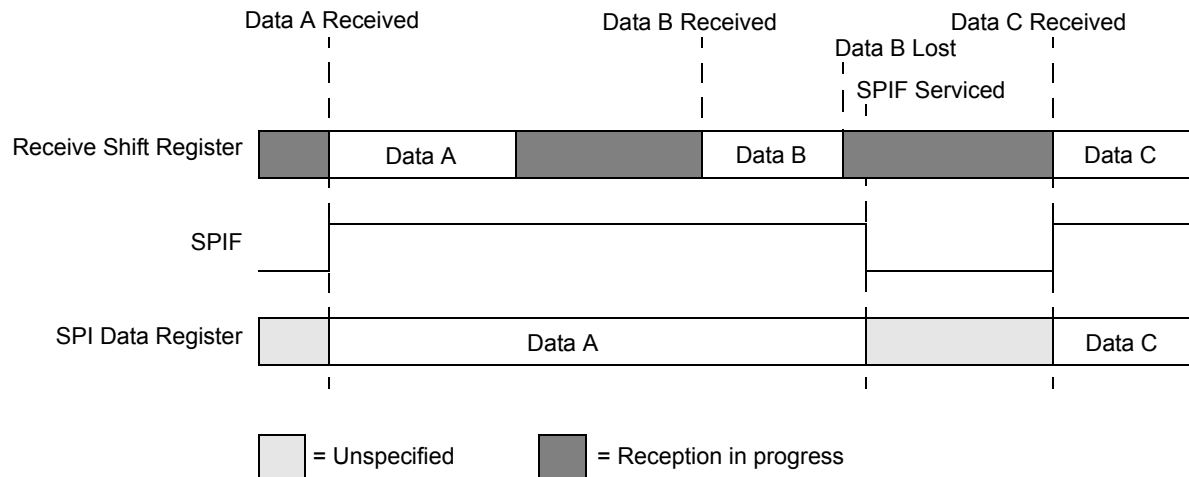 Data A Received
Data B Received
Data C Received
Data B Lost
SPIF Serviced
Receive Shift Register
Data A
Data B
Data C
SPIF
SPI Data Register
Data A
Data C
= Unspecified
= Reception in progress